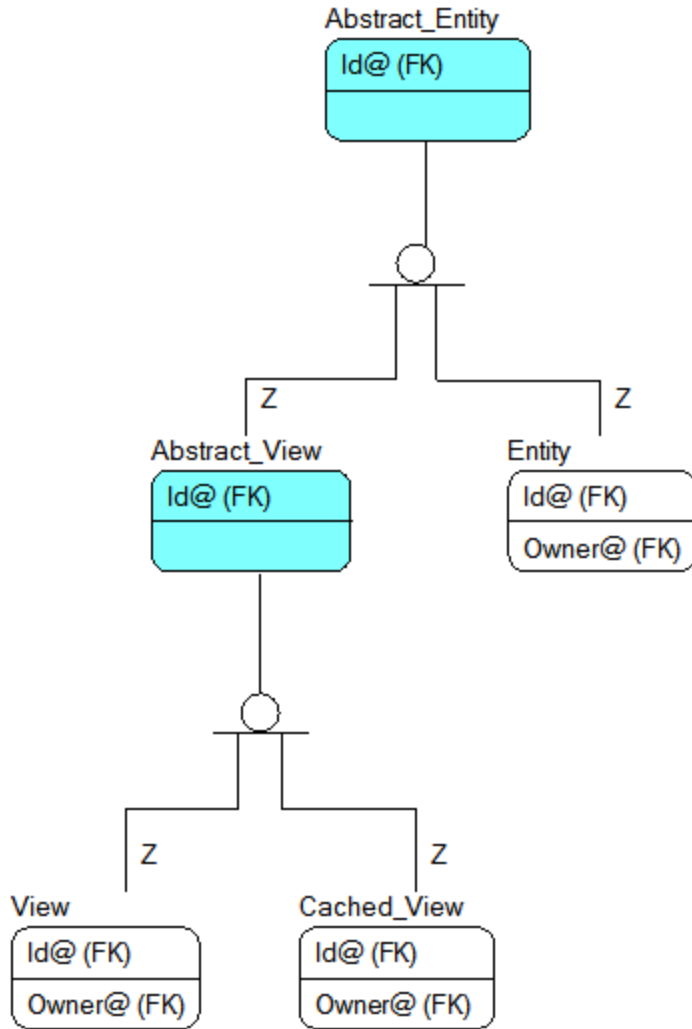 Abstract_Entity
Id@ (FK)
Z
Z
Abstract_View
Id@ (FK)
Entity
Id@ (FK)
Owner@ (FK)
Z
Z
View
Id@ (FK)
Owner@ (FK)
Cached_View
Id@ (FK)
Owner@ (FK)